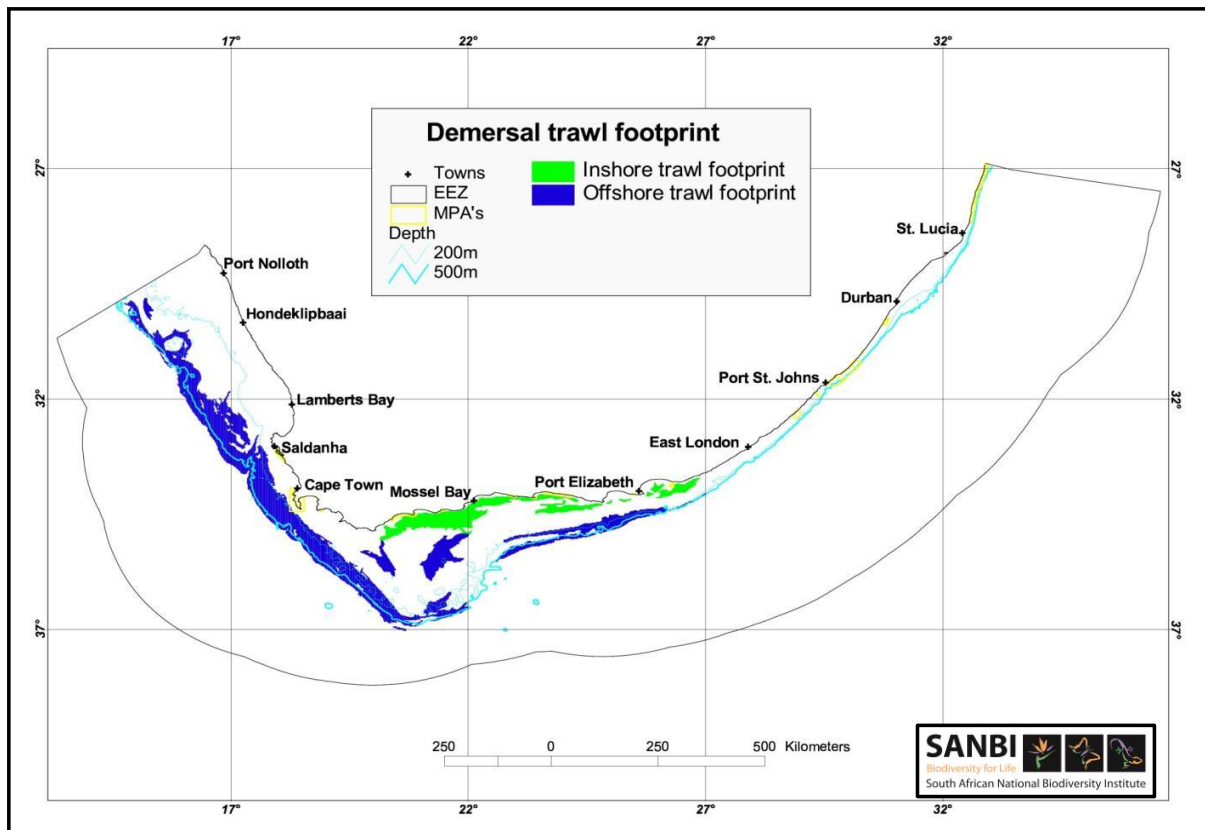 17° 22° 27° 32°
Demersal trawl footprint
Towns
EEZ
MPA's
Depth
200m
500m
Inshore trawl footprint
Offshore trawl footprint
27° 27°
St. Lucia
Port Nolloth
Durban
Hondeklipbaai
Port St. Johns
32° 32°
Lamberts Bay
East London
Saldanha
Port Elizabeth
Cape Town
Mossel Bay
37° 37°
250 0 250 500 Kilometers
SANBI
Biodiversity for Life
South African National Biodiversity Institute
17° 22° 27° 32°